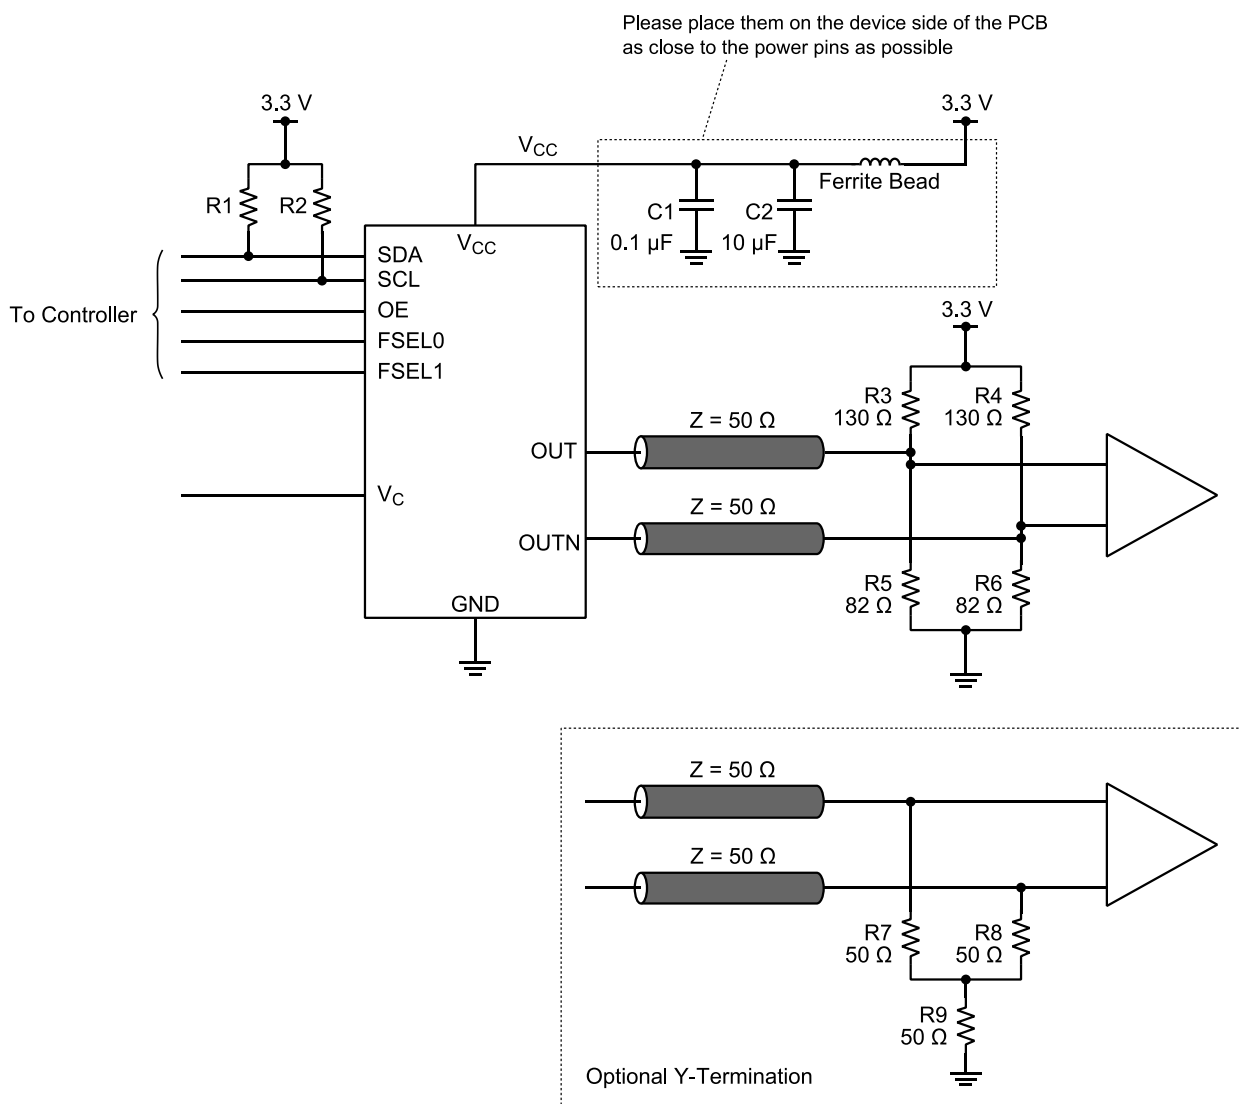 Please place them on the device side of the PCB
as close to the power pins as possible
3.3 V
3.3 V
V_CC
Ferrite Bead
R1
R2
C1
0.1 µF
C2
10 µF
V_CC
SDA
SCL
OE
FSEL0
FSEL1
To Controller
3.3 V
R3
130 Ω
R4
130 Ω
Z = 50 Ω
OUT
V_C
Z = 50 Ω
OUTN
R5
82 Ω
R6
82 Ω
GND
Z = 50 Ω
Z = 50 Ω
R7
50 Ω
R8
50 Ω
R9
50 Ω
Optional Y-Termination